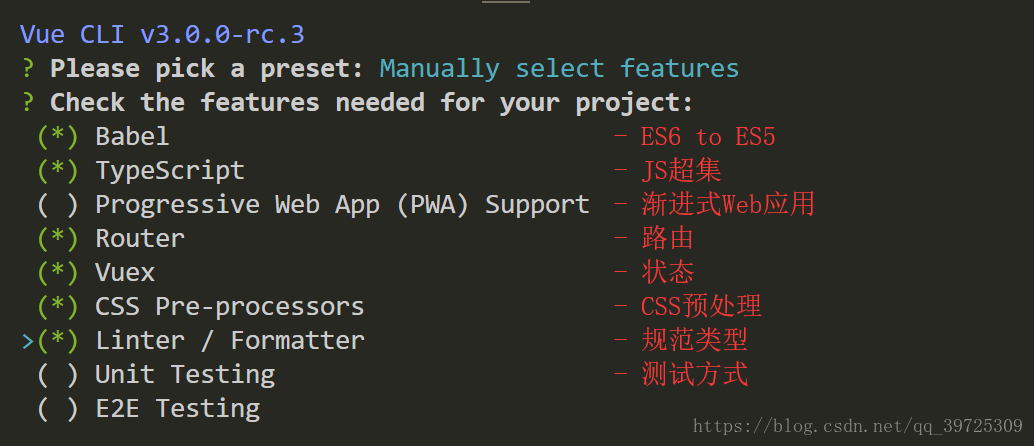 Vue CLI v3.0.0-rc.3
? Please pick a preset: Manually select features
? Check the features needed for your project:
(*) Babel - ES6 to ES5
(*) TypeScript - JS超集
( ) Progressive Web App (PWA) Support - 渐进式Web应用
(*) Router - 路由
(*) Vuex - 状态
(*) CSS Pre-processors - CSS预处理
>(*) Linter / Formatter - 规范类型
( ) Unit Testing - 测试方式
( ) E2E Testing
https://blog.csdn.net/qq_39725309